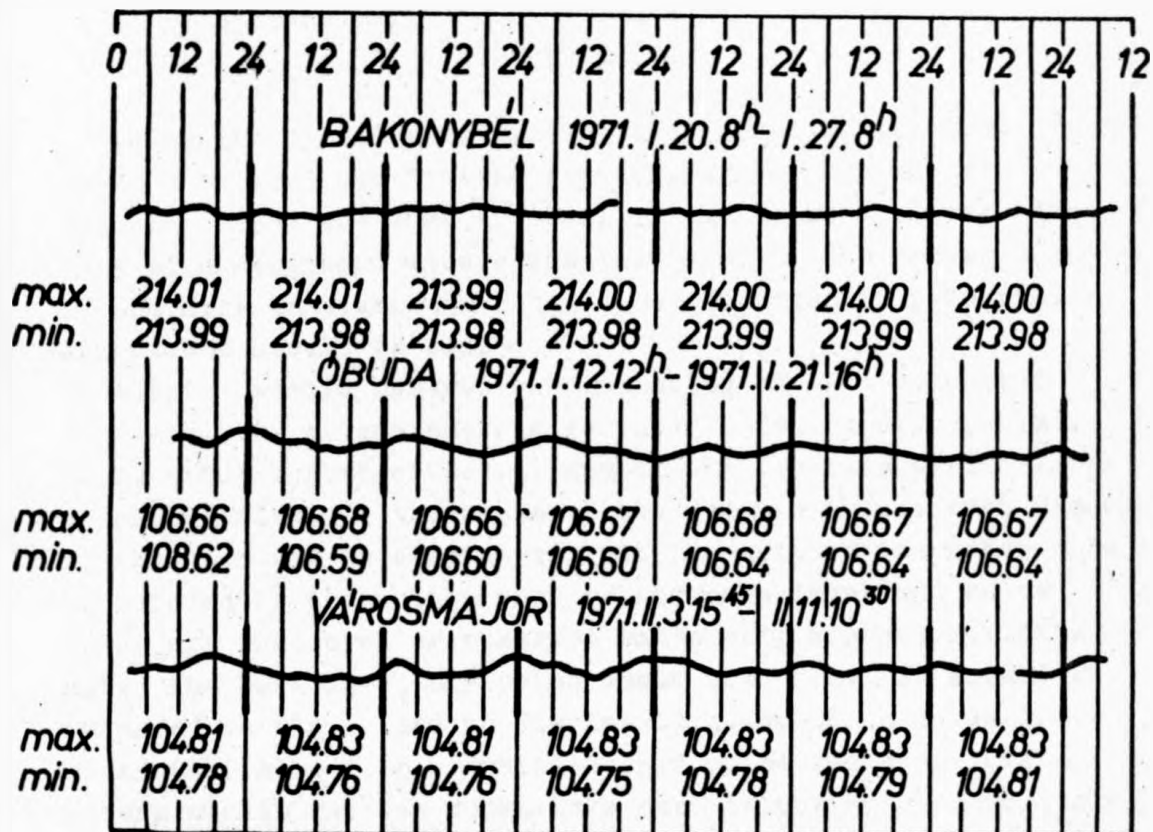 0 12 24 12 24 12 24 12 24 12 24 12 24 12 24 12
BAKONYBÉL 1971. I.20.8h- I.27.8h
max. 214.01 214.01 213.99 214.00 214.00 214.00 214.00
min. 213.99 213.98 213.98 213.98 213.99 213.99 213.98
ÓBUDA 1971. I.12.12h-1971.I.21.16h
max. 106.66 106.68 106.66 106.67 106.68 106.67 106.67
min. 108.62 106.59 106.60 106.60 106.64 106.64 106.64
VÁROSMAJOR 1971.II.3.15 45- II.11.10 30
max. 104.81 104.83 104.81 104.83 104.83 104.83 104.83
min. 104.78 104.76 104.76 104.75 104.78 104.79 104.81